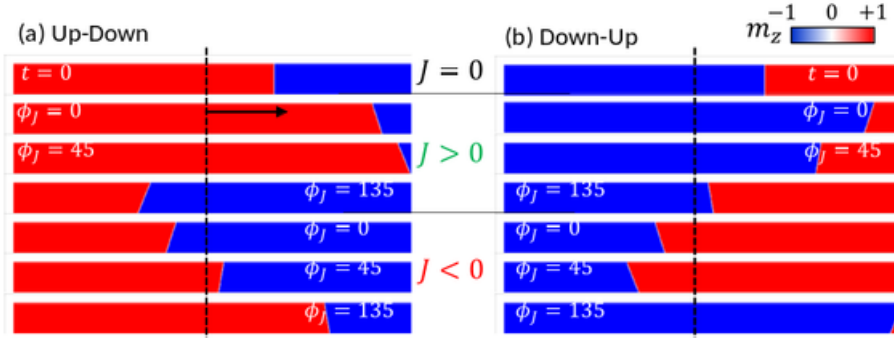 (a) Up-Down
(b) Down-Up
m_z
−1 0 +1
t = 0
J = 0
t = 0
ϕ_J = 0
ϕ_J = 0
ϕ_J = 45
J > 0
ϕ_J = 45
ϕ_J = 135
ϕ_J = 135
ϕ_J = 0
ϕ_J = 0
ϕ_J = 45
J < 0
ϕ_J = 45
ϕ_J = 135
ϕ_J = 135